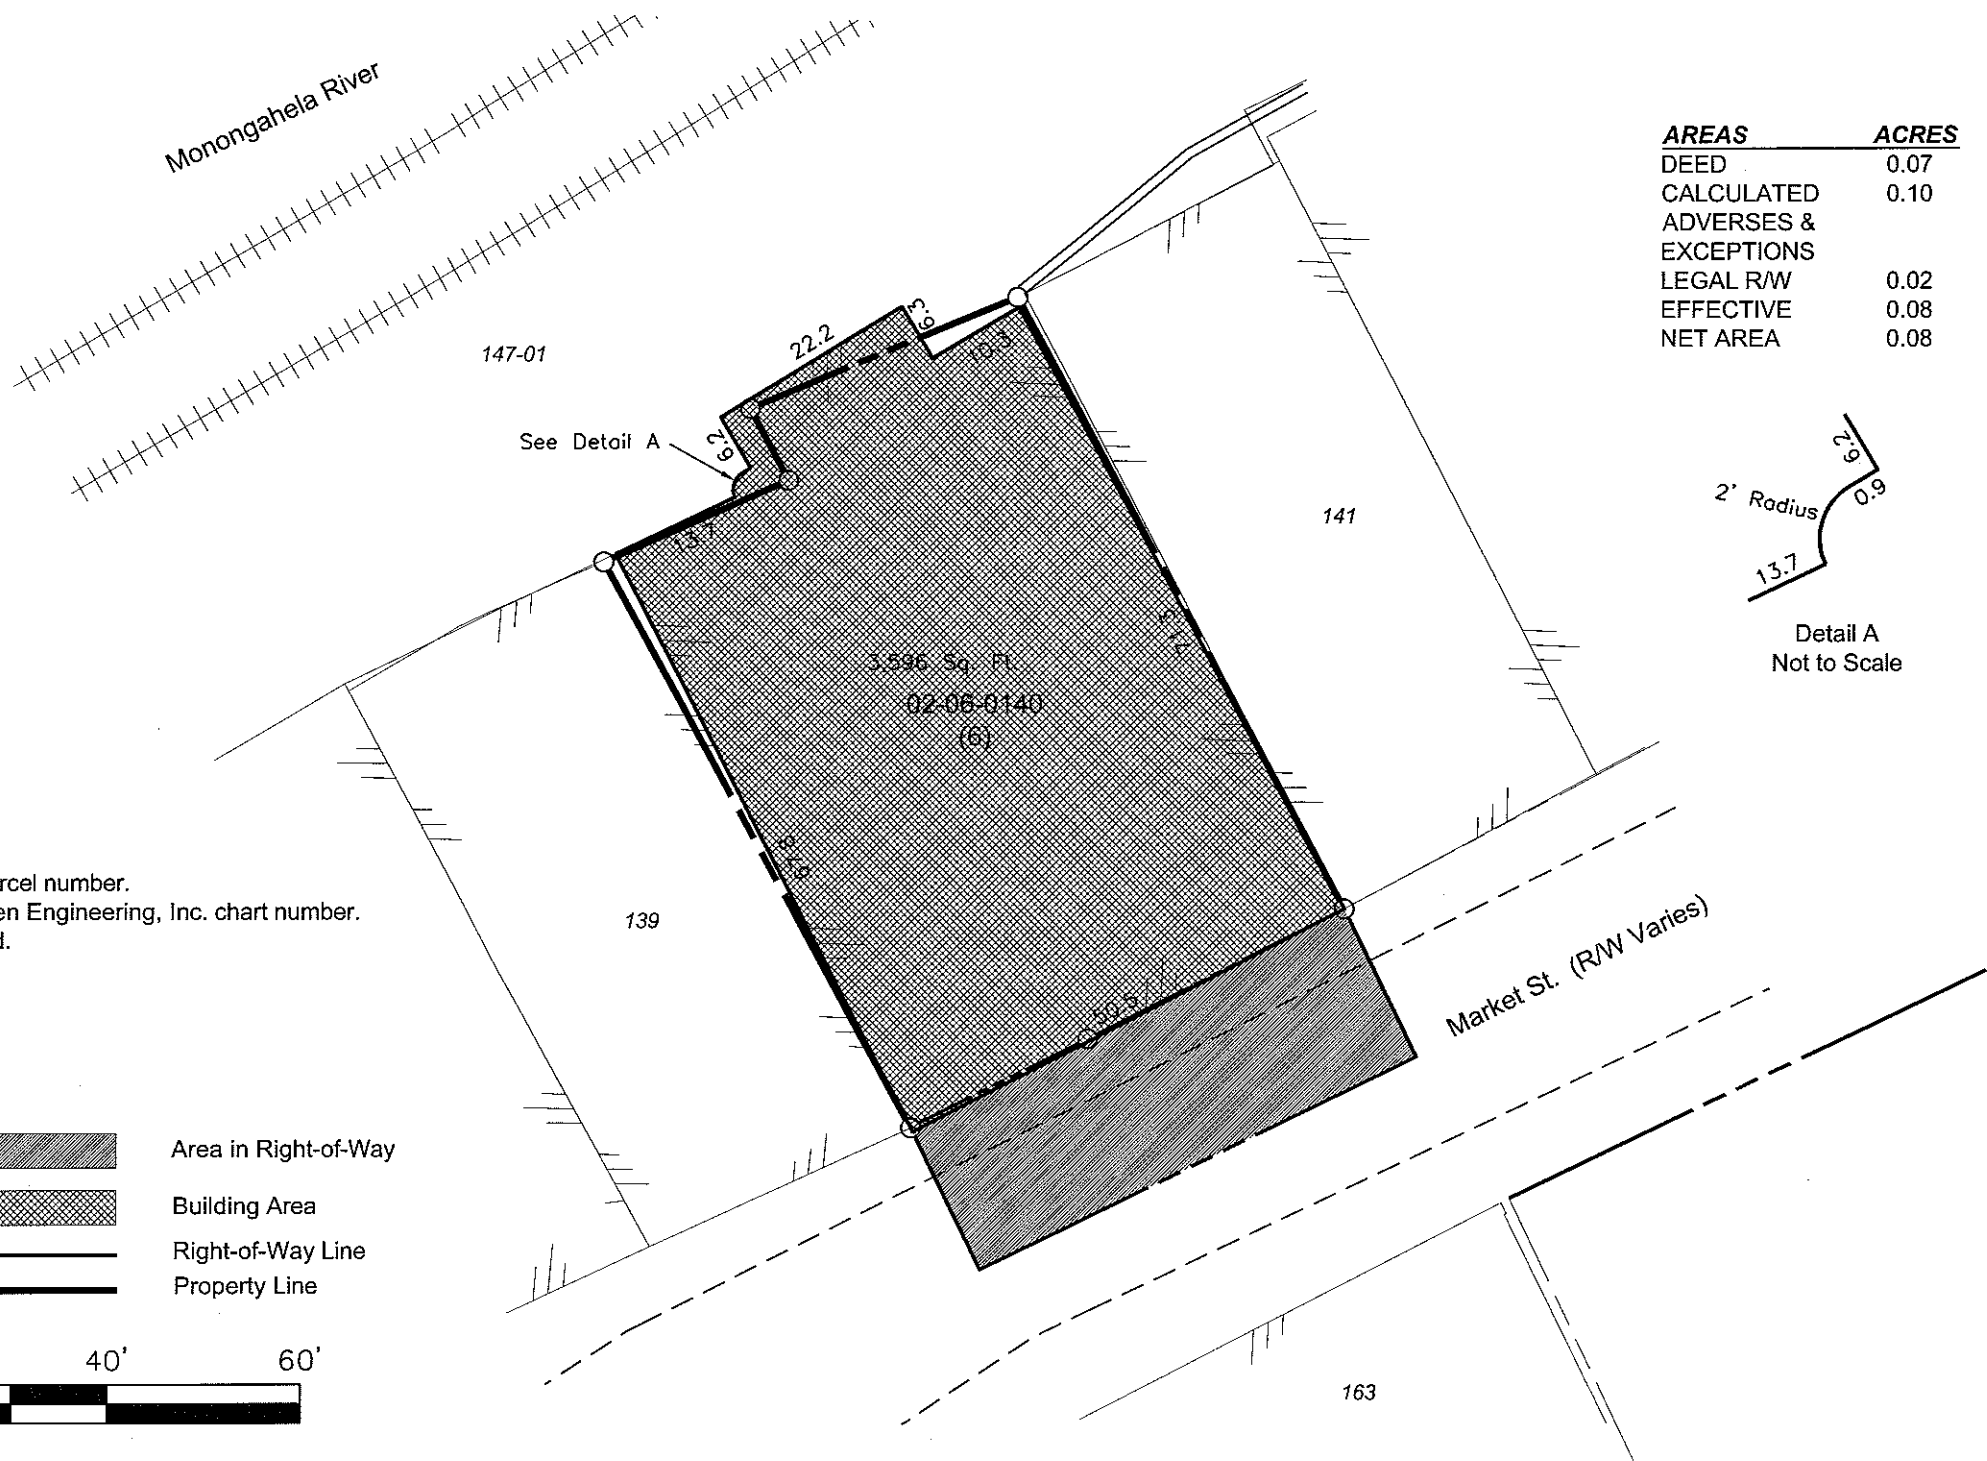 Monongahela River
AREAS ACRES
DEED 0.07
CALCULATED 0.10
ADVERSES &
EXCEPTIONS
LEGAL R/W 0.02
EFFECTIVE 0.08
NET AREA 0.08
147-01
22.2
6.3
10.3
See Detail A
6.2
13.7
141
6.2
2' Radius
0.9
13.7
Detail A
Not to Scale
71.3
3,596 Sq. Ft.
02-06-0140
(6)
67.6
139
rcel number.
en Engineering, Inc. chart number.
d.
50.5
Market St. (R/W Varies)
Area in Right-of-Way
Building Area
Right-of-Way Line
Property Line
40' 60'
163